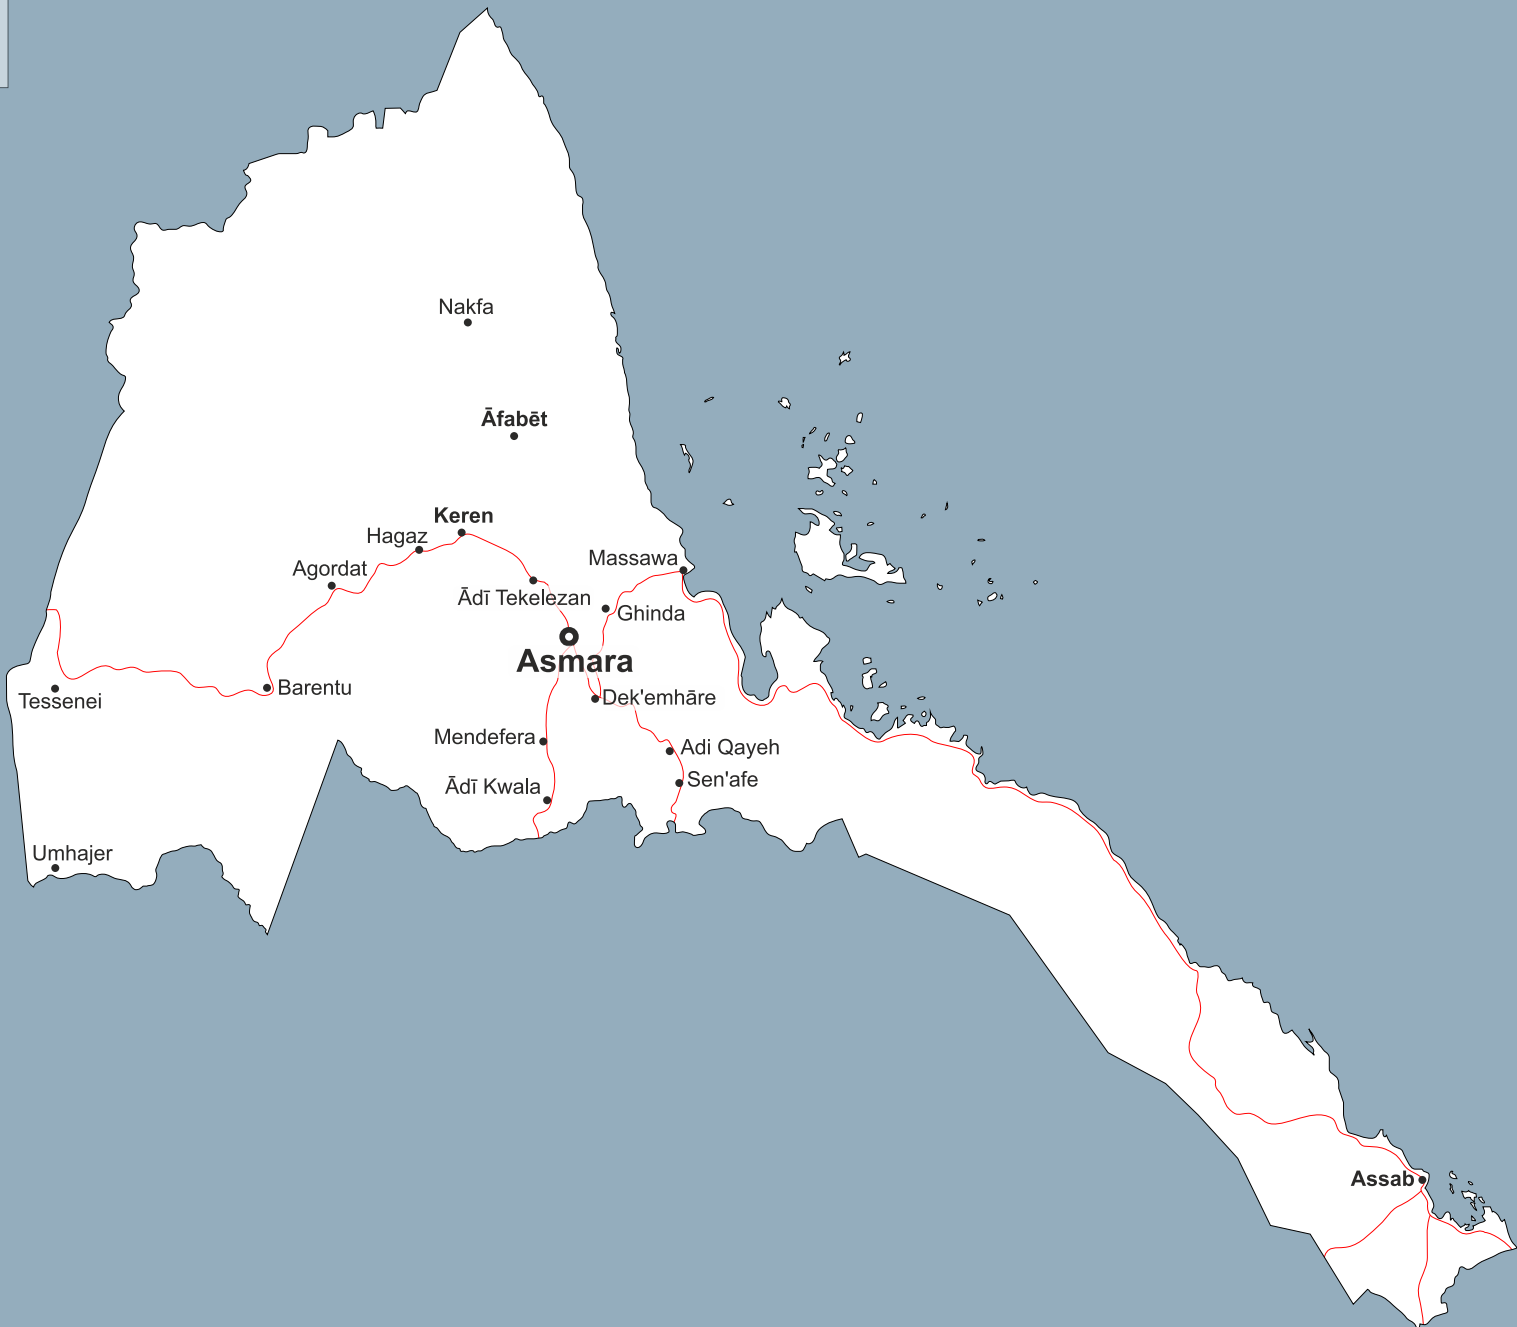 Nakfa
Āfabēt
Keren
Hagaz
Massawa
Agordat
Ādī Tekelezan
Ghinda
Asmara
Barentu
Tessenei
Dek'emhāre
Mendefera
Adi Qayeh
Sen'afe
Ādī Kwala
Umhajer
Assab